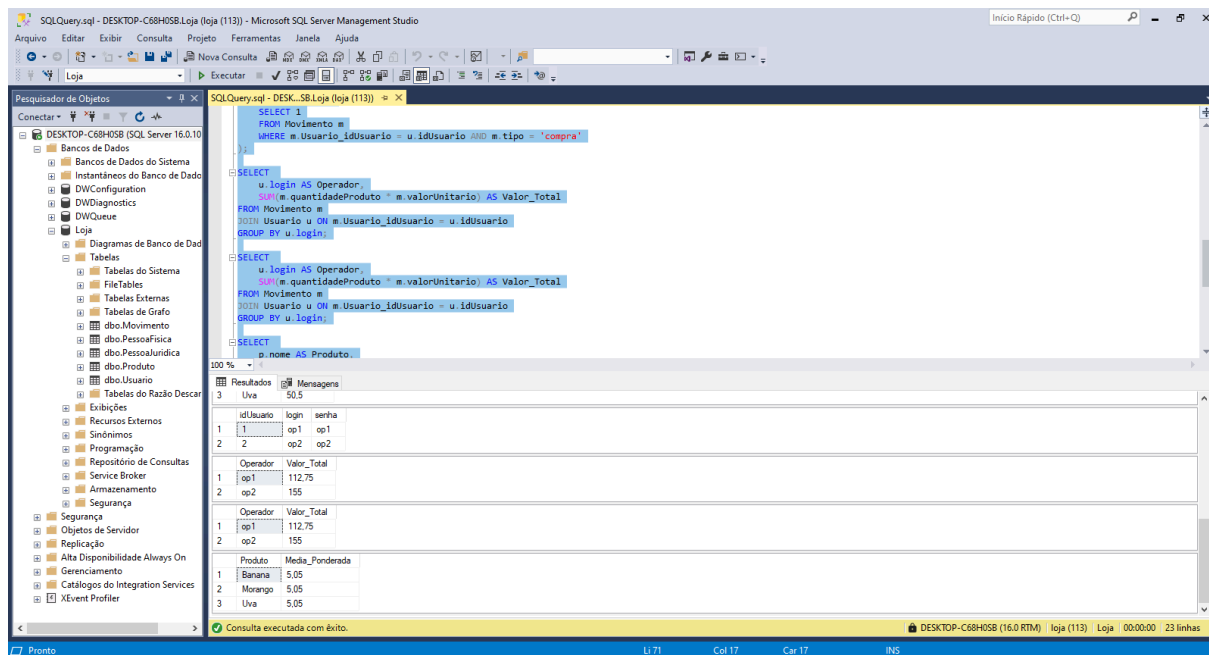 SQLQuery.sql - DESKTOP-C68H0SB.Loja (loja (113)) - Microsoft SQL Server Management Studio
Início Rápido (Ctrl+Q)
Arquivo Editar Exibir Consulta Projeto Ferramentas Janela Ajuda
Nova Consulta
Loja
Executar
Pesquisador de Objetos
SQLQuery.sql - DESK...SB.Loja (loja (113))
Conectar
DESKTOP-C68H0SB (SQL Server 16.0.10
Bancos de Dados
Bancos de Dados do Sistema
Instantâneos do Banco de Dado
DWConfiguration
DWDiagnostics
DWQueue
Loja
Diagramas de Banco de Dad
Tabelas
Tabelas do Sistema
FileTables
Tabelas Externas
Tabelas de Grafo
dbo.Movimento
dbo.PessoaFisica
dbo.PessoaJuridica
dbo.Produto
dbo.Usuario
Tabelas do Razão Descar
Exibições
Recursos Externos
Sinônimos
Programação
Repositório de Consultas
Service Broker
Armazenamento
Segurança
Segurança
Objetos de Servidor
Replicação
Alta Disponibilidade Always On
Gerenciamento
Catálogos do Integration Services
XEvent Profiler
SELECT 1
FROM Movimento m
WHERE m.Usuario_idUsuario = u.idUsuario AND m.tipo = 'compra'
);
SELECT
u.login AS Operador,
SUM(m.quantidadeProduto * m.valorUnitario) AS Valor_Total
FROM Movimento m
JOIN Usuario u ON m.Usuario_idUsuario = u.idUsuario
GROUP BY u.login;
SELECT
u.login AS Operador,
SUM(m.quantidadeProduto * m.valorUnitario) AS Valor_Total
FROM Movimento m
JOIN Usuario u ON m.Usuario_idUsuario = u.idUsuario
GROUP BY u.login;
SELECT
p.nome AS Produto,
100 %
Resultados Mensagens
3 Uva 50,5
idUsuario login senha
1 1 op1 op1
2 2 op2 op2
Operador Valor_Total
1 op1 112,75
2 op2 155
Operador Valor_Total
1 op1 112,75
2 op2 155
Produto Media_Ponderada
1 Banana 5,05
2 Morango 5,05
3 Uva 5,05
Consulta executada com êxito.
DESKTOP-C68H0SB (16.0 RTM) loja (113) Loja 00:00:00 23 linhas
Pronto Li 71 Col 17 Car 17 INS